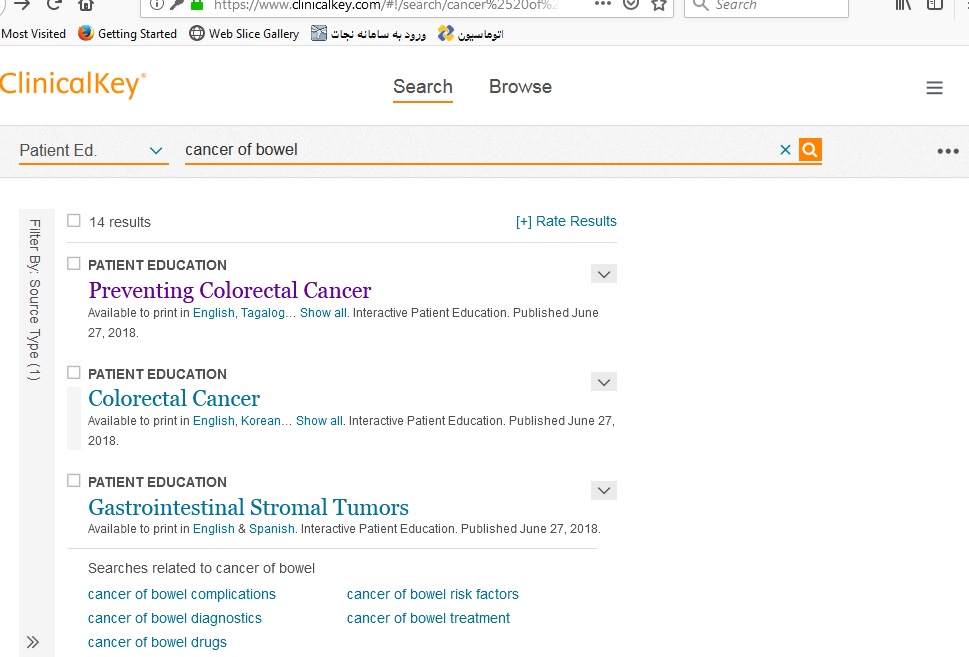 https://www.clinicalkey.com/#!/search/cancer%2520of%2
Search
Most Visited Getting Started Web Slice Gallery ورود به سامانه نجات اتوماسیون
ClinicalKey®
Search Browse
Patient Ed. cancer of bowel
Filter By: Source Type (1)
14 results [+] Rate Results
PATIENT EDUCATION
Preventing Colorectal Cancer
Available to print in English, Tagalog... Show all. Interactive Patient Education. Published June
27, 2018.
PATIENT EDUCATION
Colorectal Cancer
Available to print in English, Korean... Show all. Interactive Patient Education. Published June 27,
2018.
PATIENT EDUCATION
Gastrointestinal Stromal Tumors
Available to print in English & Spanish. Interactive Patient Education. Published June 27, 2018.
Searches related to cancer of bowel
cancer of bowel complications cancer of bowel risk factors
cancer of bowel diagnostics cancer of bowel treatment
cancer of bowel drugs